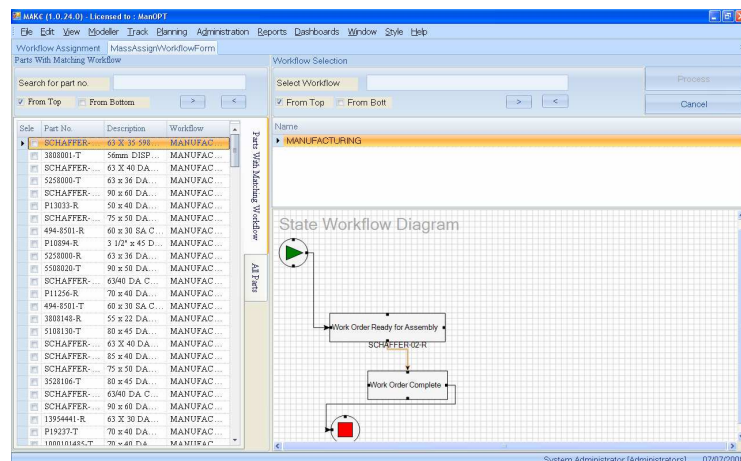 MAKE (1.0.24.0) - Licensed to : ManOPT
File Edit View Modeller Track Planning Administration Reports Dashboards Window Style Help
Workflow Assignment MassAssignWorkflowForm
Parts With Matching Workflow
Search for part no.
From Top From Bottom > <
Sele Part No. Description Workflow
SCHAFFER- 63 X 35 598... MANUFAC...
3808001-T 56mm DISP... MANUFAC...
SCHAFFER-... 63 X 40 DA... MANUFAC...
5258000-T 63 x 36 DA... MANUFAC...
SCHAFFER-... 90 x 60 DA... MANUFAC...
P13033-R 50 x 40 DA... MANUFAC...
SCHAFFER-... 75 x 50 DA... MANUFAC...
494-8501-R 60 x 30 SA C... MANUFAC...
P10894-R 3 1/2" x 45 D... MANUFAC...
5258000-R 63 x 36 DA... MANUFAC...
5508020-T 90 x 50 DA... MANUFAC...
SCHAFFER-... 63/40 DA C... MANUFAC...
P11256-R 70 x 40 DA... MANUFAC...
494-8501-T 60 x 30 SA C... MANUFAC...
3808148-R 55 x 22 DA... MANUFAC...
5108130-T 80 x 45 DA... MANUFAC...
SCHAFFER-... 63 X 40 DA... MANUFAC...
SCHAFFER-... 85 x 40 DA... MANUFAC...
SCHAFFER-... 75 x 50 DA... MANUFAC...
3528106-T 80 x 45 DA... MANUFAC...
SCHAFFER-... 63/40 DA C... MANUFAC...
SCHAFFER-... 90 x 60 DA... MANUFAC...
13954441-R 63 X 30 DA... MANUFAC...
P19237-T 70 x 40 DA... MANUFAC...
1000101485-T 70 x 40 DA... MANUFAC...
Parts With Matching Workflow
All Parts
Workflow Selection
Select Workflow
Process
From Top From Bott > <
Cancel
Name
MANUFACTURING
State Workflow Diagram
Work Order Ready for Assembly
SCHAFFER-02-R
Work Order Complete
System Administrator [Administrators]